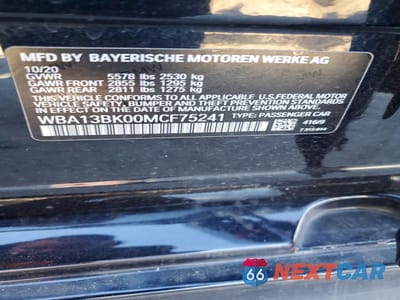 MFD BY BAYERISCHE MOTOREN WERKE AG
10/20
GVWR 5578 lbs 2530 kg
GAWR FRONT 2855 lbs 1295 kg
GAWR REAR 2811 lbs 1275 kg
THIS VEHICLE CONFORMS TO ALL APPLICABLE U.S. FEDERAL
MOTOR VEHICLE SAFETY, BUMPER AND THEFT PREVENTION STANDARDS
IN EFFECT ON THE DATE OF MANUFACTURE SHOWN ABOVE.
WBA13BK00MCF75241 TYPE: PASSENGER CAR
416/9
66 NEXTCAR